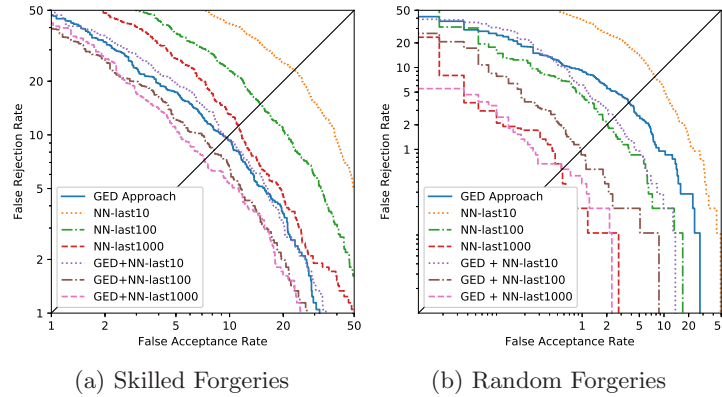 50
20
10
5
2
1
False Rejection Rate
1
2
5
10
20
50
False Acceptance Rate
GED Approach
NN-last10
NN-last100
NN-last1000
GED+NN-last10
GED+NN-last100
GED+NN-last1000
(a) Skilled Forgeries
50
40
20
10
5
2
1
False Rejection Rate
1
2
5
10
20
5
False Acceptance Rate
GED Approach
NN-last10
NN-last100
NN-last1000
GED + NN-last10
GED + NN-last100
GED + NN-last1000
(b) Random Forgeries